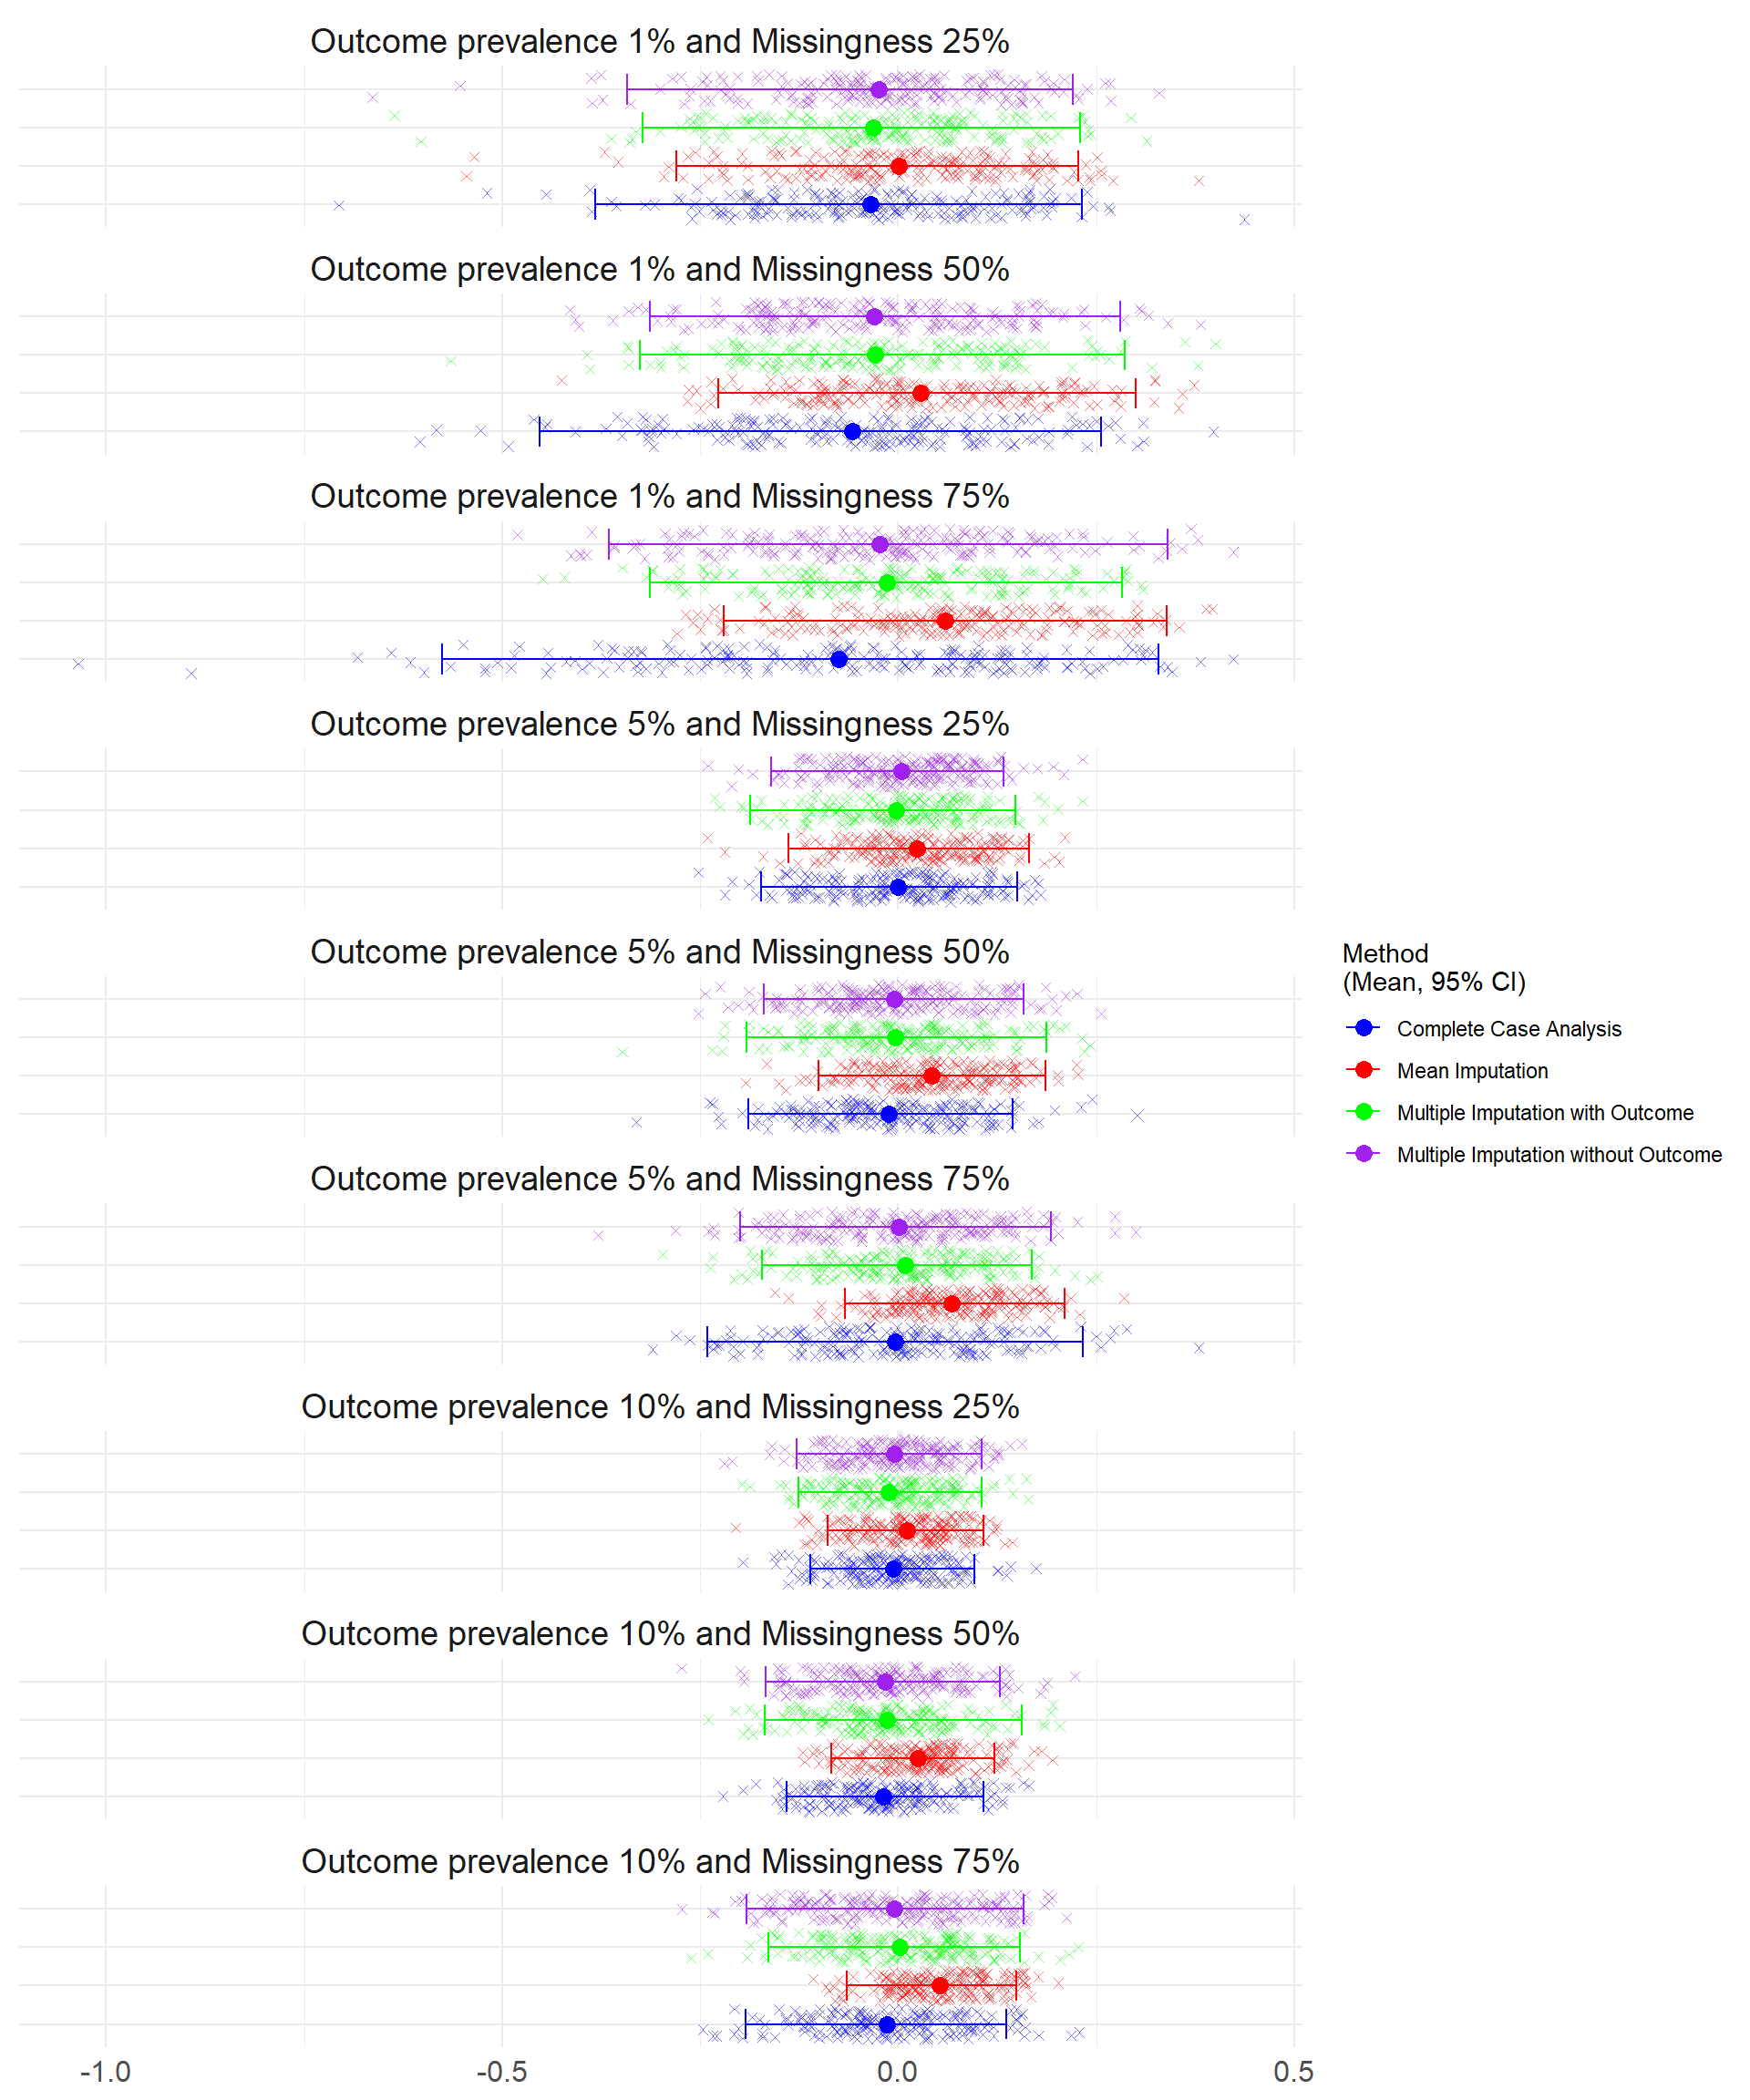 Outcome prevalence 1% and Missingness 25%
Outcome prevalence 1% and Missingness 50%
Outcome prevalence 1% and Missingness 75%
Outcome prevalence 5% and Missingness 25%
Outcome prevalence 5% and Missingness 50%
Outcome prevalence 5% and Missingness 75%
Outcome prevalence 10% and Missingness 25%
Outcome prevalence 10% and Missingness 50%
Outcome prevalence 10% and Missingness 75%
-1.0 -0.5 0.0 0.5
Method
(Mean, 95% CI)
Complete Case Analysis
Mean Imputation
Multiple Imputation with Outcome
Multiple Imputation without Outcome